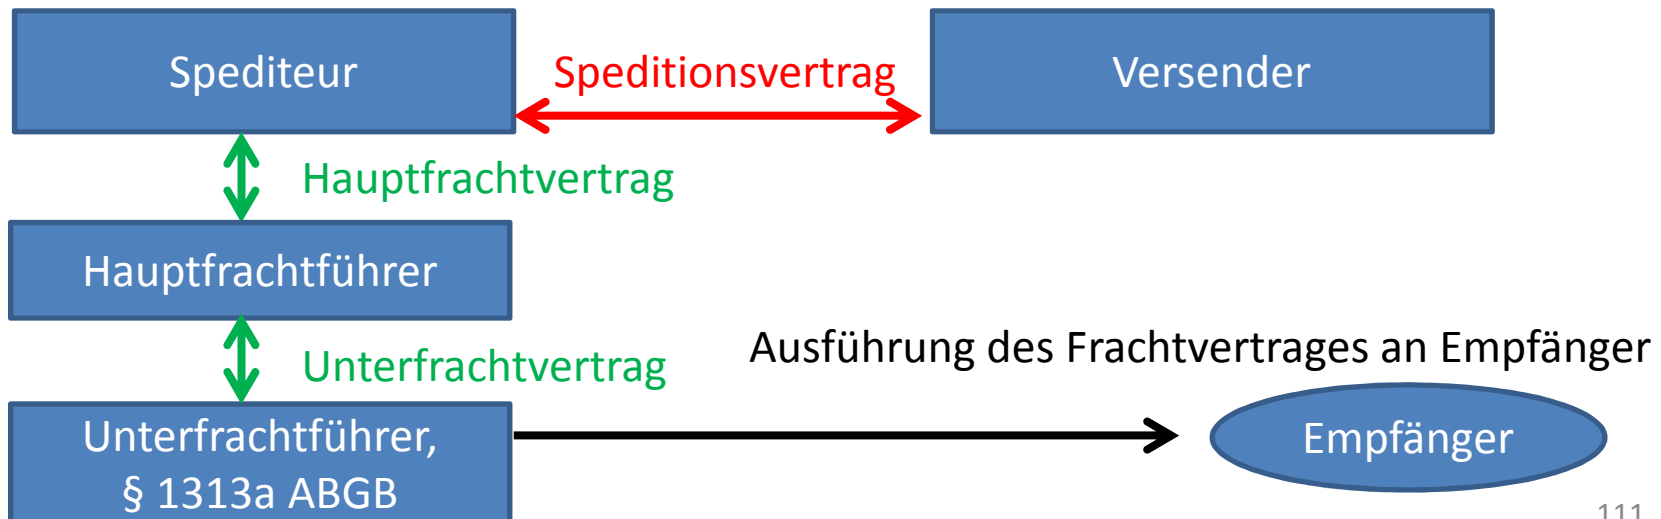 Spediteur
Speditionsvertrag
Versender
Hauptfrachtvertrag
Hauptfrachtführer
Unterfrachtvertrag
Ausführung des Frachtvertrages an Empfänger
Unterfrachtführer,
§ 1313a ABGB
Empfänger
111